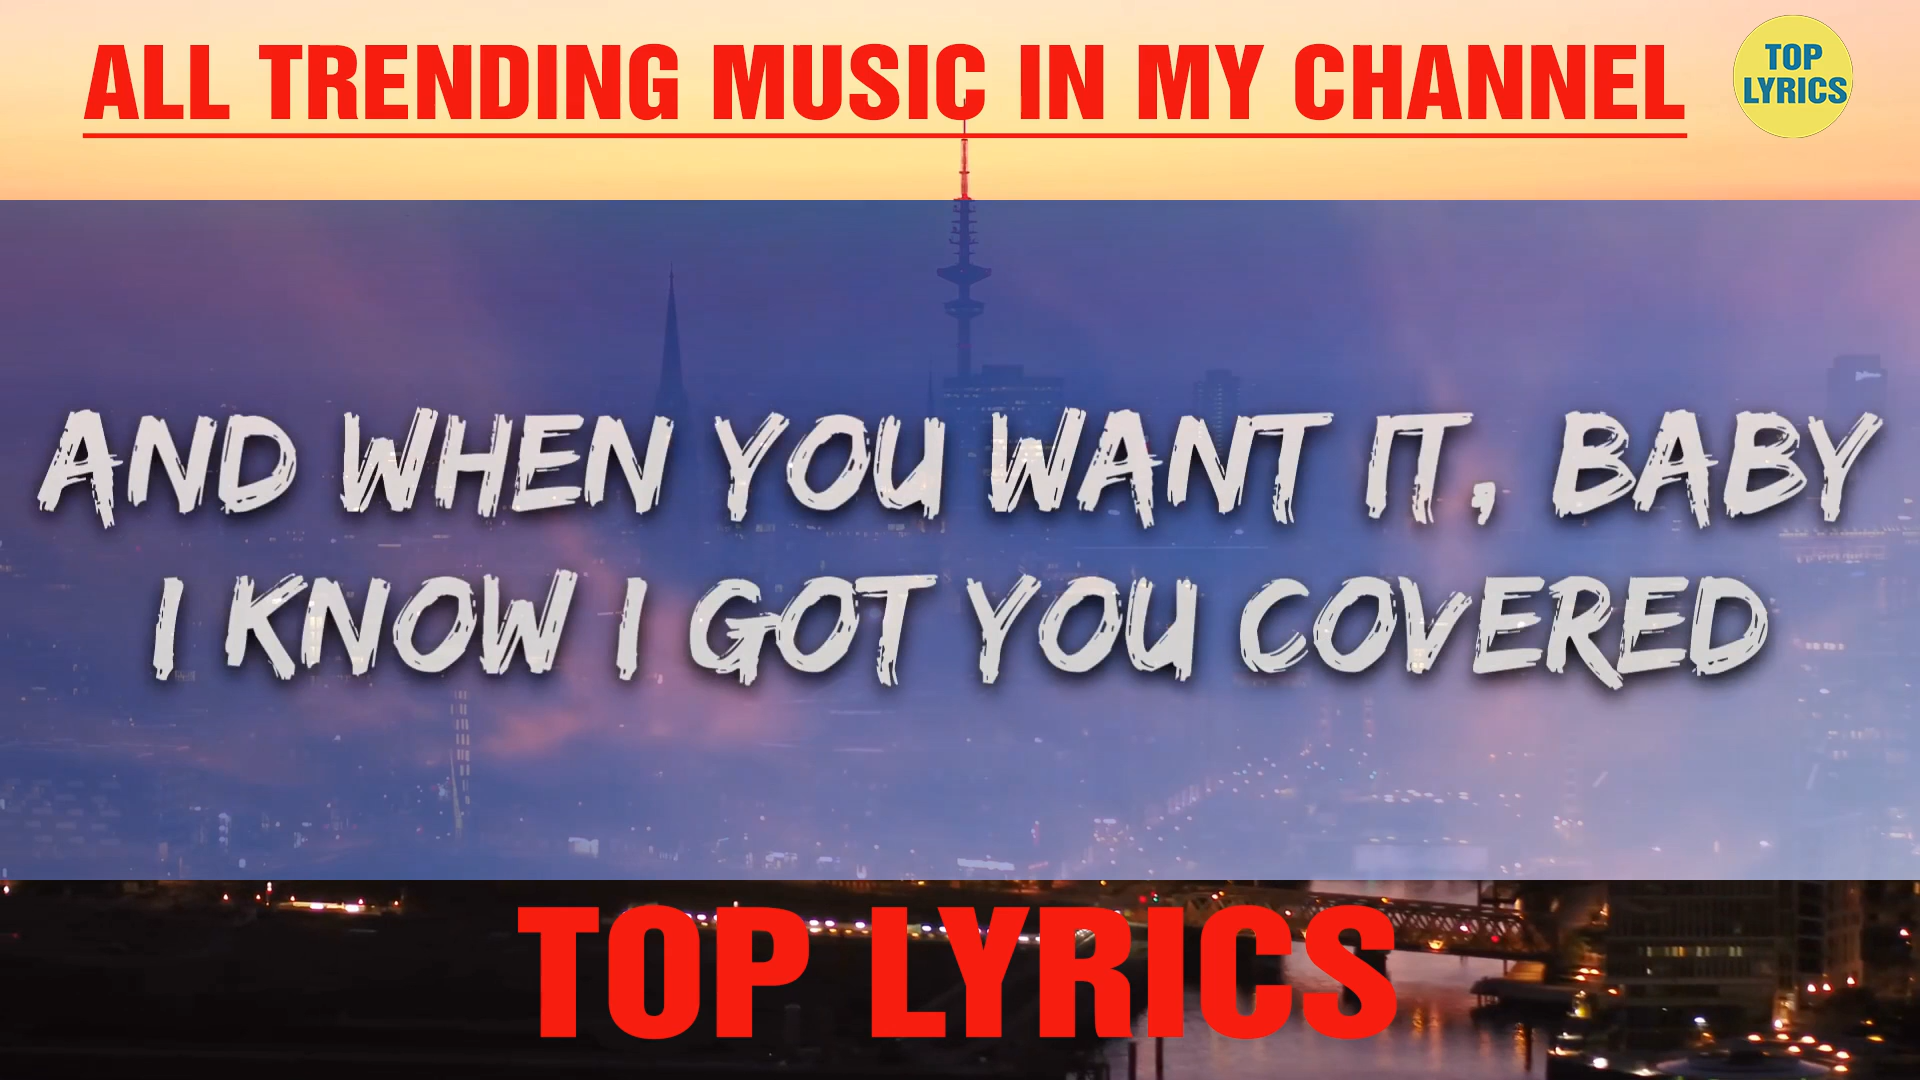 ALL TRENDING MUSIC IN MY CHANNEL
TOP
LYRICS
AND WHEN YOU WANT IT, BABY
I KNOW I GOT YOU COVERED
TOP LYRICS